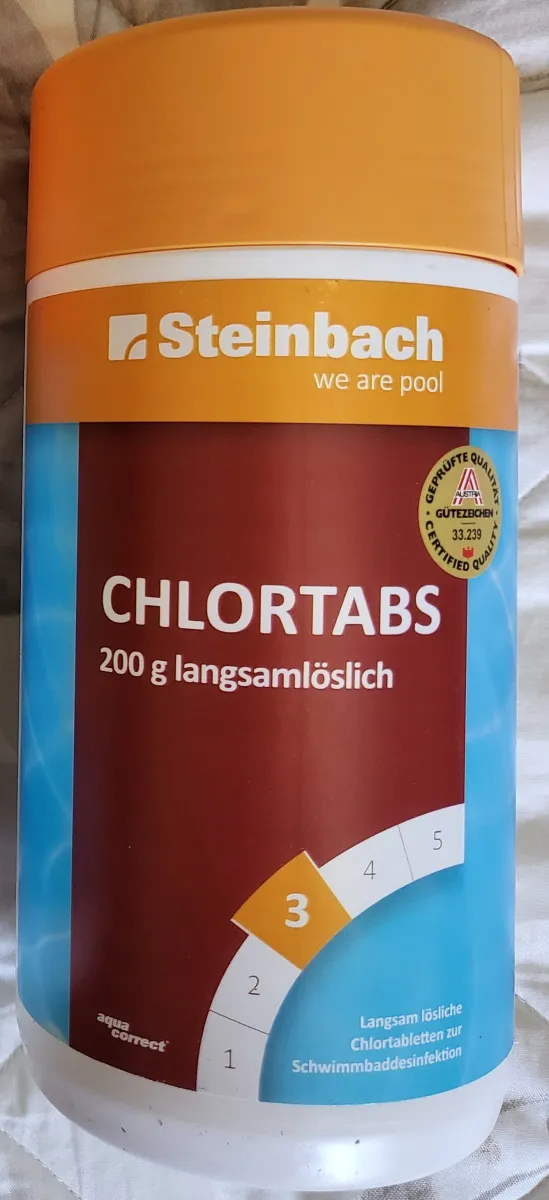 Steinbach
we are pool
GEPRÜFTE QUALITÄT
AUSTRIA
GÜTEZEICHEN
33.239
CERTIFIED QUALITY
CHLORTABS
200 g langsamlöslich
5
4
3
2
1
Langsam lösliche
Chlortabletten zur
Schwimmbaddesinfektion
aqua
correct